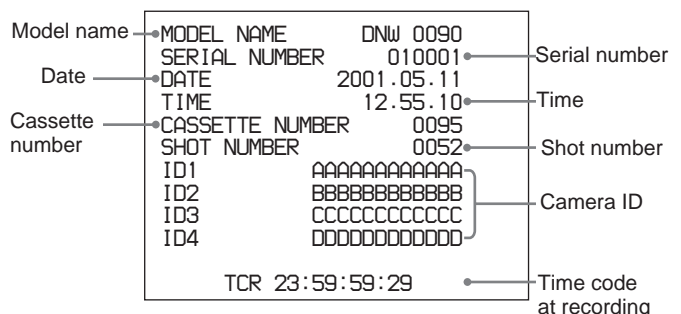 Model name
MODEL NAME DNW 0090
SERIAL NUMBER 010001
Serial number
Date
DATE 2001.05.11
TIME 12.55.10
Time
Cassette
number
CASSETTE NUMBER 0095
SHOT NUMBER 0052
Shot number
ID1 AAAAAAAAAAAA
ID2 BBBBBBBBBBBB
ID3 CCCCCCCCCCCC
ID4 DDDDDDDDDDDD
Camera ID
TCR 23:59:59:29
Time code
at recording